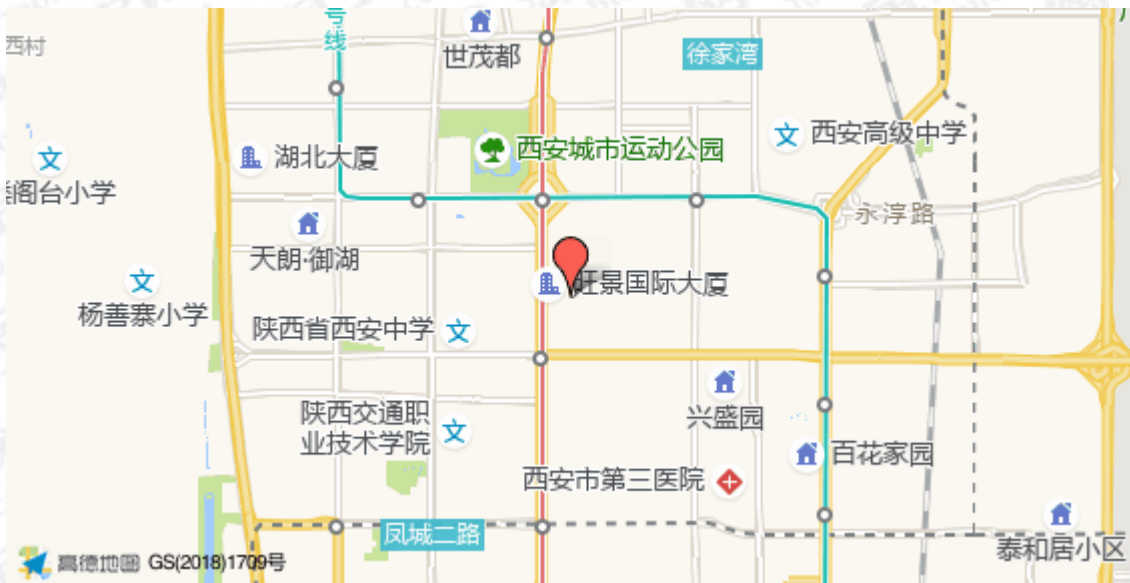 号
线
西村
世茂都
徐家湾
西安城市运动公园
西安高级中学
湖北大厦
阁台小学
永淳路
天朗·御湖
旺景国际大厦
杨善寨小学
陕西省西安中学
兴盛园
陕西交通职
业技术学院
百花家园
西安市第三医院
凤城二路
泰和居小区
高德地图 GS(2018)1709号